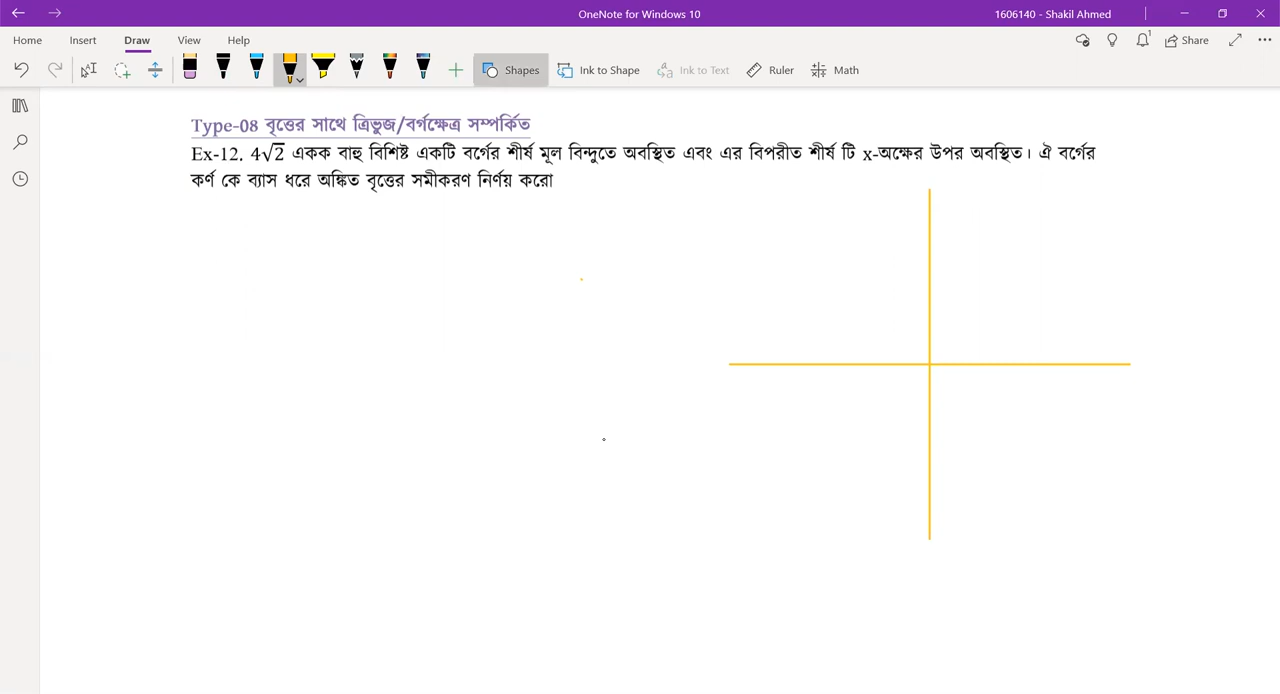 OneNote for Windows 10
1606140 - Shakil Ahmed
Home Insert Draw View Help
Share
Shapes Ink to Shape Ink to Text Ruler Math
Type-08 বৃত্তের সাথে ত্রিভুজ/বর্গক্ষেত্র সম্পর্কিত
Ex-12. 4√2 একক বাহু বিশিষ্ট একটি বর্গের শীর্ষ মূল বিন্দুতে অবস্থিত এবং এর বিপরীত শীর্ষ টি x-অক্ষের উপর অবস্থিত। ঐ বর্গের
কর্ণ কে ব্যাস ধরে অঙ্কিত বৃত্তের সমীকরণ নির্ণয় করো